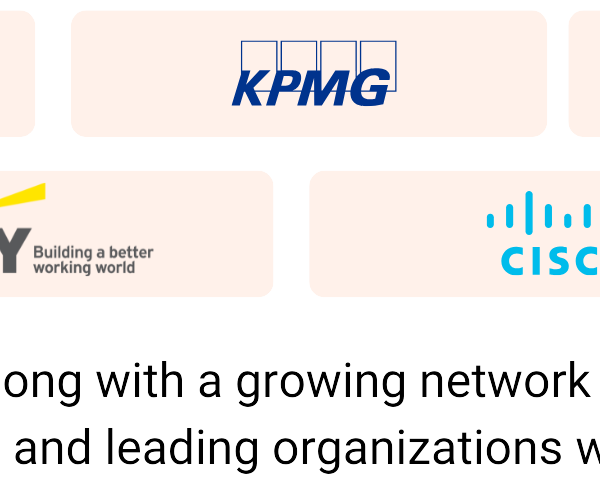 KPMG
Y Building a better
working world
CISC
ong with a growing network
and leading organizations w